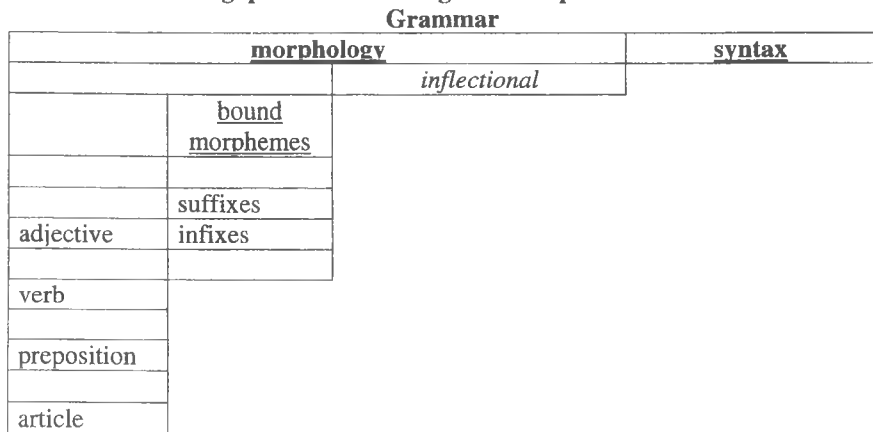 Grammar
morphology syntax
inflectional
bound
morphemes
suffixes
adjective infixes
verb
preposition
article